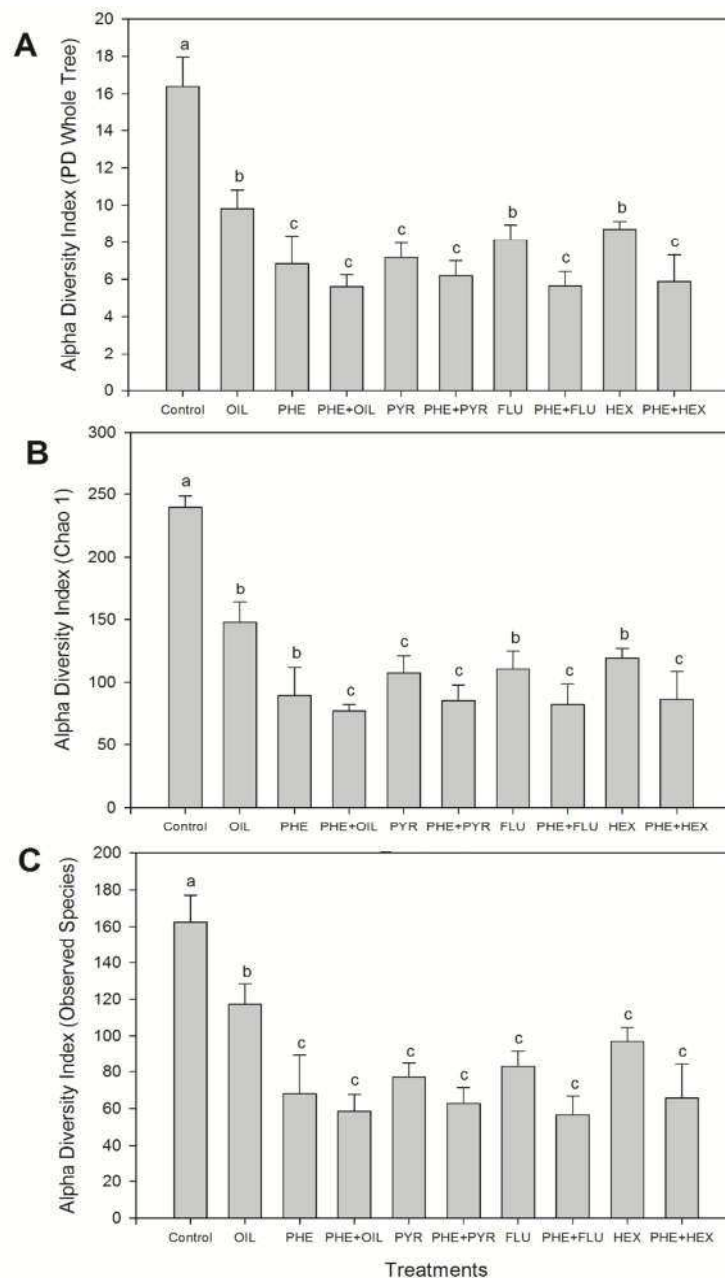 A
Alpha Diversity Index (PD Whole Tree)
20
18
16
14
12
10
8
6
4
2
0
a
b
c
c
c
c
b
c
b
c
Control OIL PHE PHE+OIL PYR PHE+PYR FLU PHE+FLU HEX PHE+HEX
B
Alpha Diversity Index (Chao 1)
300
250
200
150
100
50
0
a
b
b
c
c
c
b
c
b
c
Control OIL PHE PHE+OIL PYR PHE+PYR FLU PHE+FLU HEX PHE+HEX
C
Alpha Diversity Index (Observed Species)
200
180
160
140
120
100
80
60
40
20
0
a
b
c
c
c
c
c
c
c
c
Control OIL PHE PHE+OIL PYR PHE+PYR FLU PHE+FLU HEX PHE+HEX
Treatments